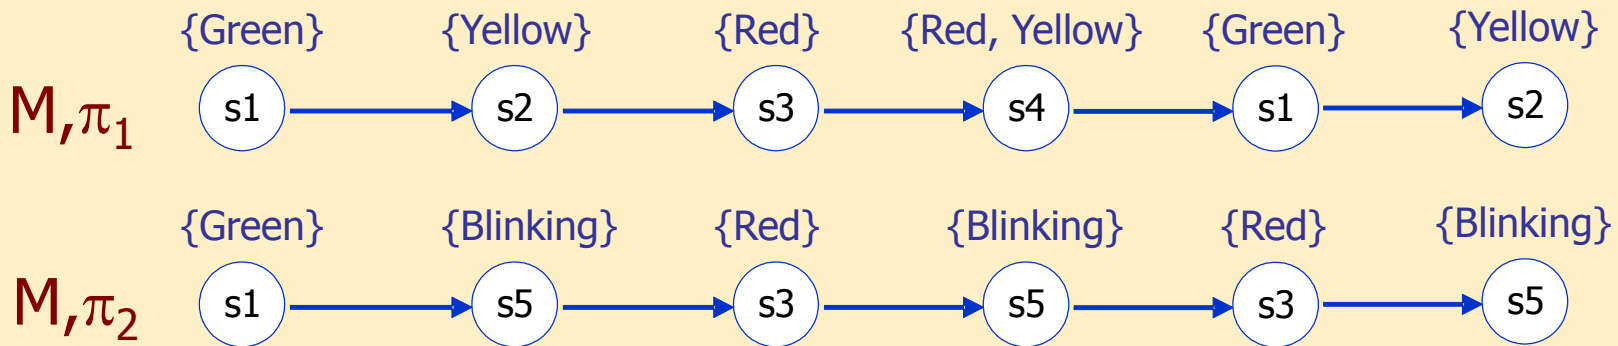 {Green} {Yellow} {Red} {Red, Yellow} {Green} {Yellow}
M,π1 s1 s2 s3 s4 s1 s2
{Green} {Blinking} {Red} {Blinking} {Red} {Blinking}
M,π2 s1 s5 s3 s5 s3 s5